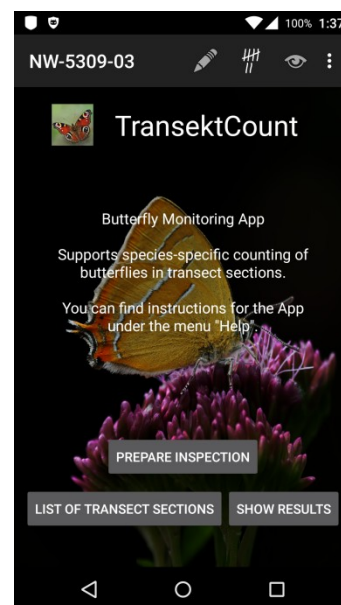 100% 1:37
NW-5309-03
TransektCount
Butterfly Monitoring App
Supports species-specific counting of
butterflies in transect sections.
You can find instructions for the App
under the menu "Help".
PREPARE INSPECTION
LIST OF TRANSECT SECTIONS SHOW RESULTS